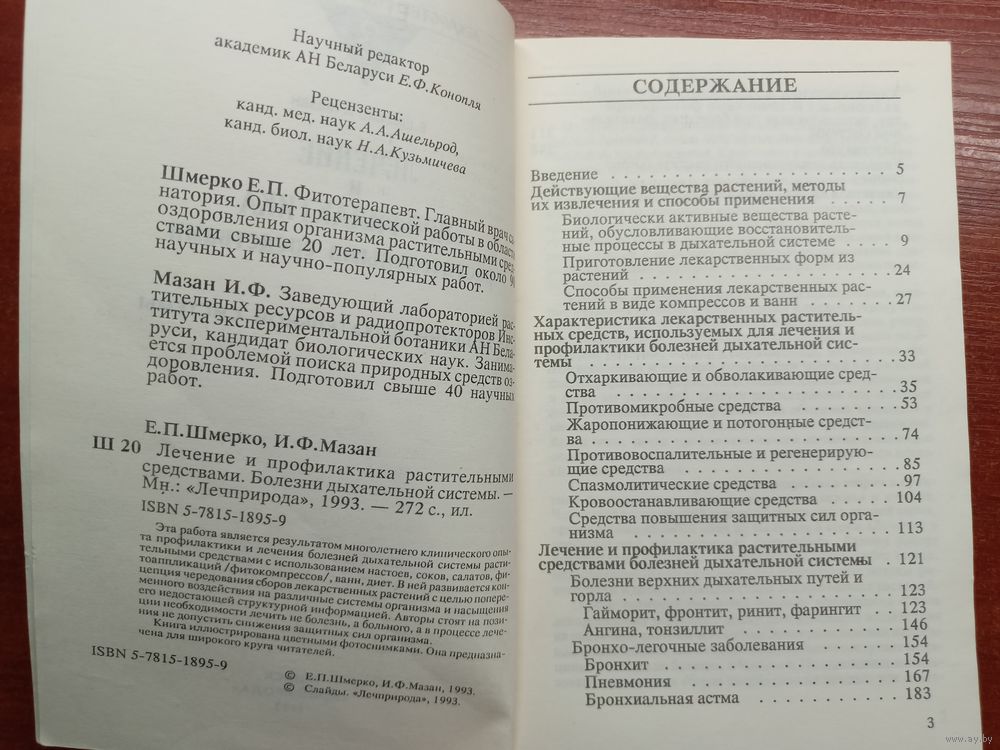 Научный редактор
академик АН Беларуси Е.Ф.Конопля
Рецензенты:
канд. мед. наук А.А.Ашельрод,
канд. биол. наук Н.А.Кузьмичева
Шмерко Е.П. Фитотерапевт. Главный врач са-
натория. Опыт практической работы в области
оздоровления организма растительными сред-
ствами свыше 20 лет. Подготовил около 90
научных и научно-популярных работ.
Мазан И.Ф. Заведующий лабораторией рас-
тительных ресурсов и радиопротекторов Инс-
титута экспериментальной ботаники АН Бела-
руси, кандидат биологических наук. Занима-
ется проблемой поиска природных средств оз-
доровления. Подготовил свыше 40 научных
работ.
Е.П.Шмерко, И.Ф.Мазан
Ш 20 Лечение и профилактика растительными
средствами. Болезни дыхательной системы. —
Мн.: «Лечприрода», 1993. — 272 с., ил.
ISBN 5-7815-1895-9
Эта работа является результатом многолетнего клинического опы-
та профилактики и лечения болезней дыхательной системы расти-
тельными средствами с использованием настоев, соков, салатов, фи-
тоаппликаций /фитокомпрессов/, ванн, диет. В ней развивается кон-
цепция чередования сборов лекарственных растений с целью попере-
менного воздействия на различные системы организма и насыщения
его недостающей структурной информацией. Авторы стоят на пози-
ции необходимости лечить не болезнь, а больного, а в процессе лече-
ния не допустить снижения защитных сил организма.
Книга иллюстрирована цветными фотоснимками. Она предназна-
чена для широкого круга читателей.
ISBN 5-7815-1895-9
© Е.П.Шмерко, И.Ф.Мазан, 1993.
© Слайды. «Лечприрода», 1993.
СОДЕРЖАНИЕ
Введение . . . . . . . . . . . . . . . 5
Действующие вещества растений, методы
их извлечения и способы применения . . . . 7
Биологически активные вещества расте-
ний, обусловливающие восстановитель-
ные процессы в дыхательной системе . . . . 9
Приготовление лекарственных форм из
растений . . . . . . . . . . . . . . . 24
Способы применения лекарственных рас-
тений в виде компрессов и ванн . . . . . . 27
Характеристика лекарственных раститель-
ных средств, используемых для лечения и
профилактики болезней дыхательной сис-
темы . . . . . . . . . . . . . . . . . 33
Отхаркивающие и обволакивающие сред-
ства . . . . . . . . . . . . . . . . . 35
Противомикробные средства . . . . . . . 53
Жаропонижающие и потогонные средст-
ва . . . . . . . . . . . . . . . . . . 74
Противовоспалительные и регенерирую-
щие средства . . . . . . . . . . . . . 85
Спазмолитические средства . . . . . . . 97
Кровоостанавливающие средства . . . . . 104
Средства повышения защитных сил орга-
низма . . . . . . . . . . . . . . . . 113
Лечение и профилактика растительными
средствами болезней дыхательной системы . 121
Болезни верхних дыхательных путей и
горла . . . . . . . . . . . . . . . . 123
Гайморит, фронтит, ринит, фарингит . . 123
Ангина, тонзиллит . . . . . . . . . . 146
Бронхо-легочные заболевания . . . . . . 154
Бронхит . . . . . . . . . . . . . . . 154
Пневмония . . . . . . . . . . . . . . 167
Бронхиальная астма . . . . . . . . . 183
3
www.ay.by